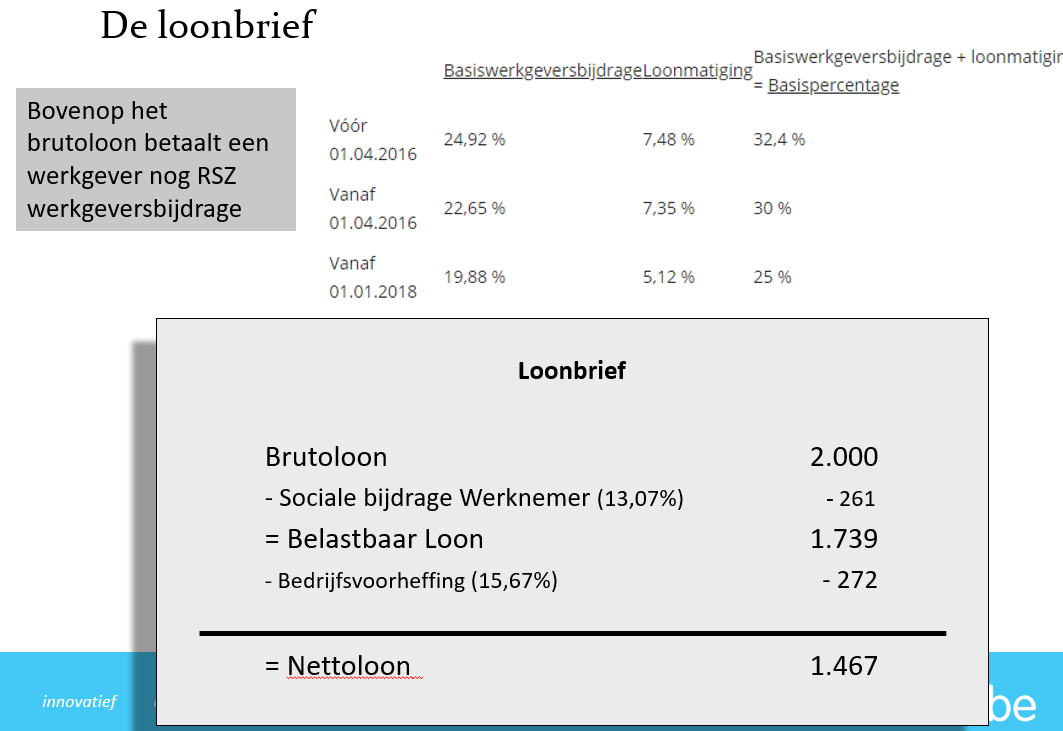 De loonbrief
Bovenop het
brutoloon betaalt een
werkgever nog RSZ
werkgeversbijdrage
Basiswerkgeversbijdrage Loonmatiging Basiswerkgeversbijdrage + loonmatigin
= Basispercentage
Vóór
01.04.2016 24,92 % 7,48 % 32,4 %
Vanaf
01.04.2016 22,65 % 7,35 % 30 %
Vanaf
01.01.2018 19,88 % 5,12 % 25 %
Loonbrief
Brutoloon 2.000
- Sociale bijdrage Werknemer (13,07%) - 261
= Belastbaar Loon 1.739
- Bedrijfsvoorheffing (15,67%) - 272
= Nettoloon 1.467
innovatief
be